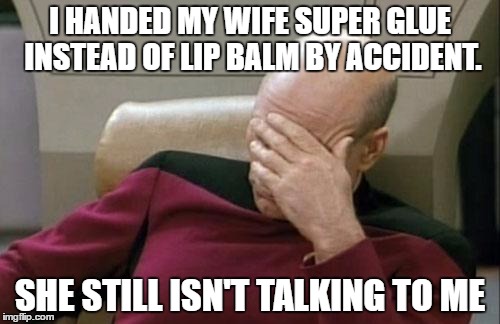 I HANDED MY WIFE SUPER GLUE
INSTEAD OF LIP BALM BY ACCIDENT.
SHE STILL ISN'T TALKING TO ME
imgflip.com